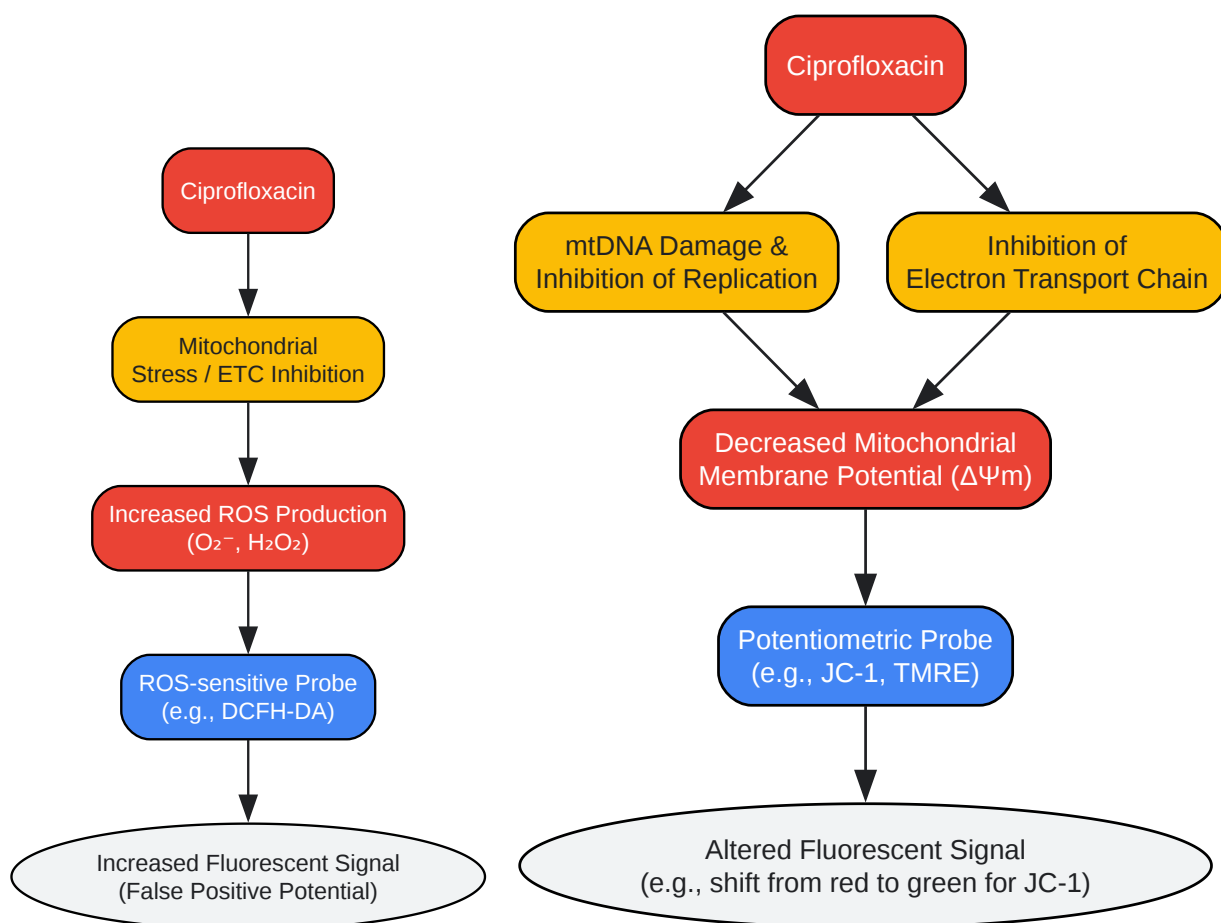 Ciprofloxacin
Mitochondrial
Stress / ETC Inhibition
Increased ROS Production
(O₂⁻, H₂O₂)
ROS-sensitive Probe
(e.g., DCFH-DA)
Increased Fluorescent Signal
(False Positive Potential)
Ciprofloxacin
mtDNA Damage &
Inhibition of Replication
Inhibition of
Electron Transport Chain
Decreased Mitochondrial
Membrane Potential (ΔΨm)
Potentiometric Probe
(e.g., JC-1, TMRE)
Altered Fluorescent Signal
(e.g., shift from red to green for JC-1)